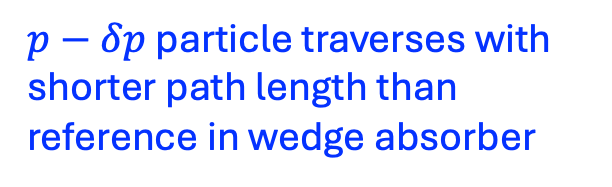 𝑝 − 𝛿𝑝 particle traverses with
shorter path length than
reference in wedge absorber